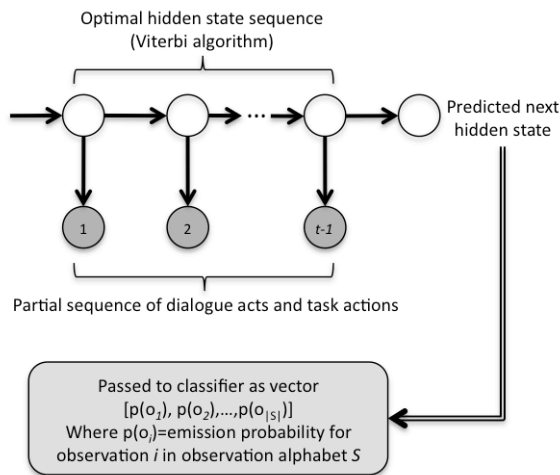 Optimal hidden state sequence
(Viterbi algorithm)
...
Predicted next
hidden state
1
2
t-1
Partial sequence of dialogue acts and task actions
Passed to classifier as vector
[p(o1), p(o2),...,p(o|S|)]
Where p(oi)=emission probability for
observation i in observation alphabet S